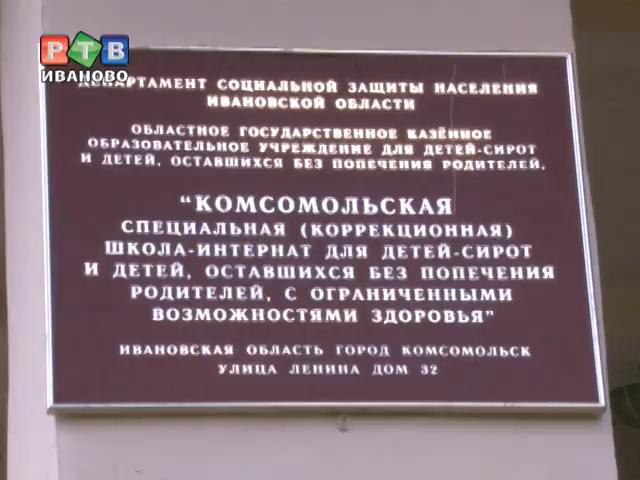 РТВ
ИВАНОВО
ДЕПАРТАМЕНТ СОЦИАЛЬНОЙ ЗАЩИТЫ НАСЕЛЕНИЯ
ИВАНОВСКОЙ ОБЛАСТИ
ОБЛАСТНОЕ ГОСУДАРСТВЕННОЕ КАЗЁННОЕ
ОБРАЗОВАТЕЛЬНОЕ УЧРЕЖДЕНИЕ ДЛЯ ДЕТЕЙ-СИРОТ
И ДЕТЕЙ, ОСТАВШИХСЯ БЕЗ ПОПЕЧЕНИЯ РОДИТЕЛЕЙ,
“КОМСОМОЛЬСКАЯ
СПЕЦИАЛЬНАЯ (КОРРЕКЦИОННАЯ)
ШКОЛА-ИНТЕРНАТ ДЛЯ ДЕТЕЙ-СИРОТ
И ДЕТЕЙ, ОСТАВШИХСЯ БЕЗ ПОПЕЧЕНИЯ
РОДИТЕЛЕЙ, С ОГРАНИЧЕННЫМИ
ВОЗМОЖНОСТЯМИ ЗДОРОВЬЯ”
ИВАНОВСКАЯ ОБЛАСТЬ ГОРОД КОМСОМОЛЬСК
УЛИЦА ЛЕНИНА ДОМ 32